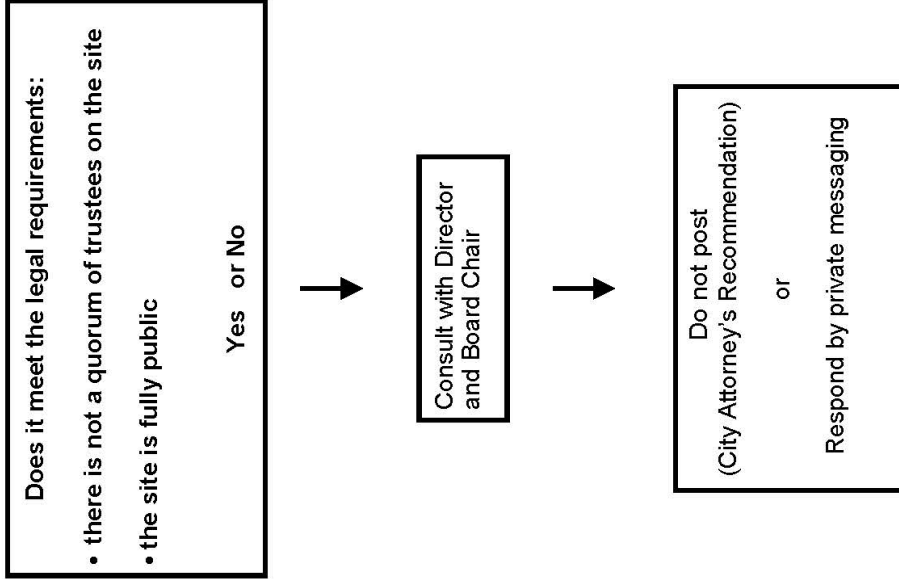 Does it meet the legal requirements:
• there is not a quorum of trustees on the site
• the site is fully public
Yes or No
Consult with Director
and Board Chair
Do not post
(City Attorney's Recommendation)
or
Respond by private messaging